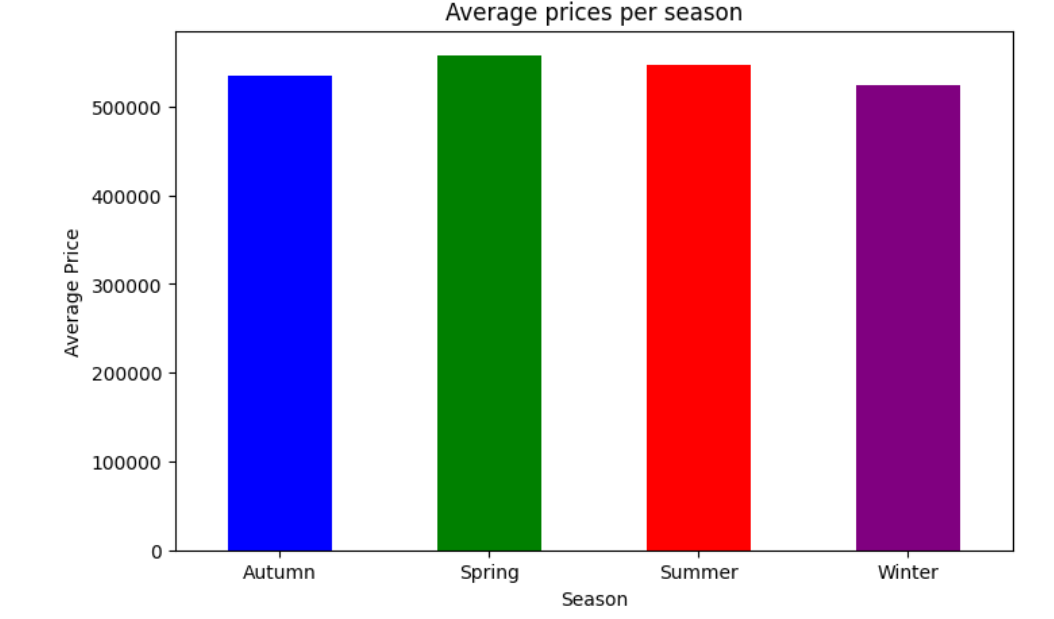 Average prices per season
Average Price
500000
400000
300000
200000
100000
0
Autumn Spring Summer Winter
Season